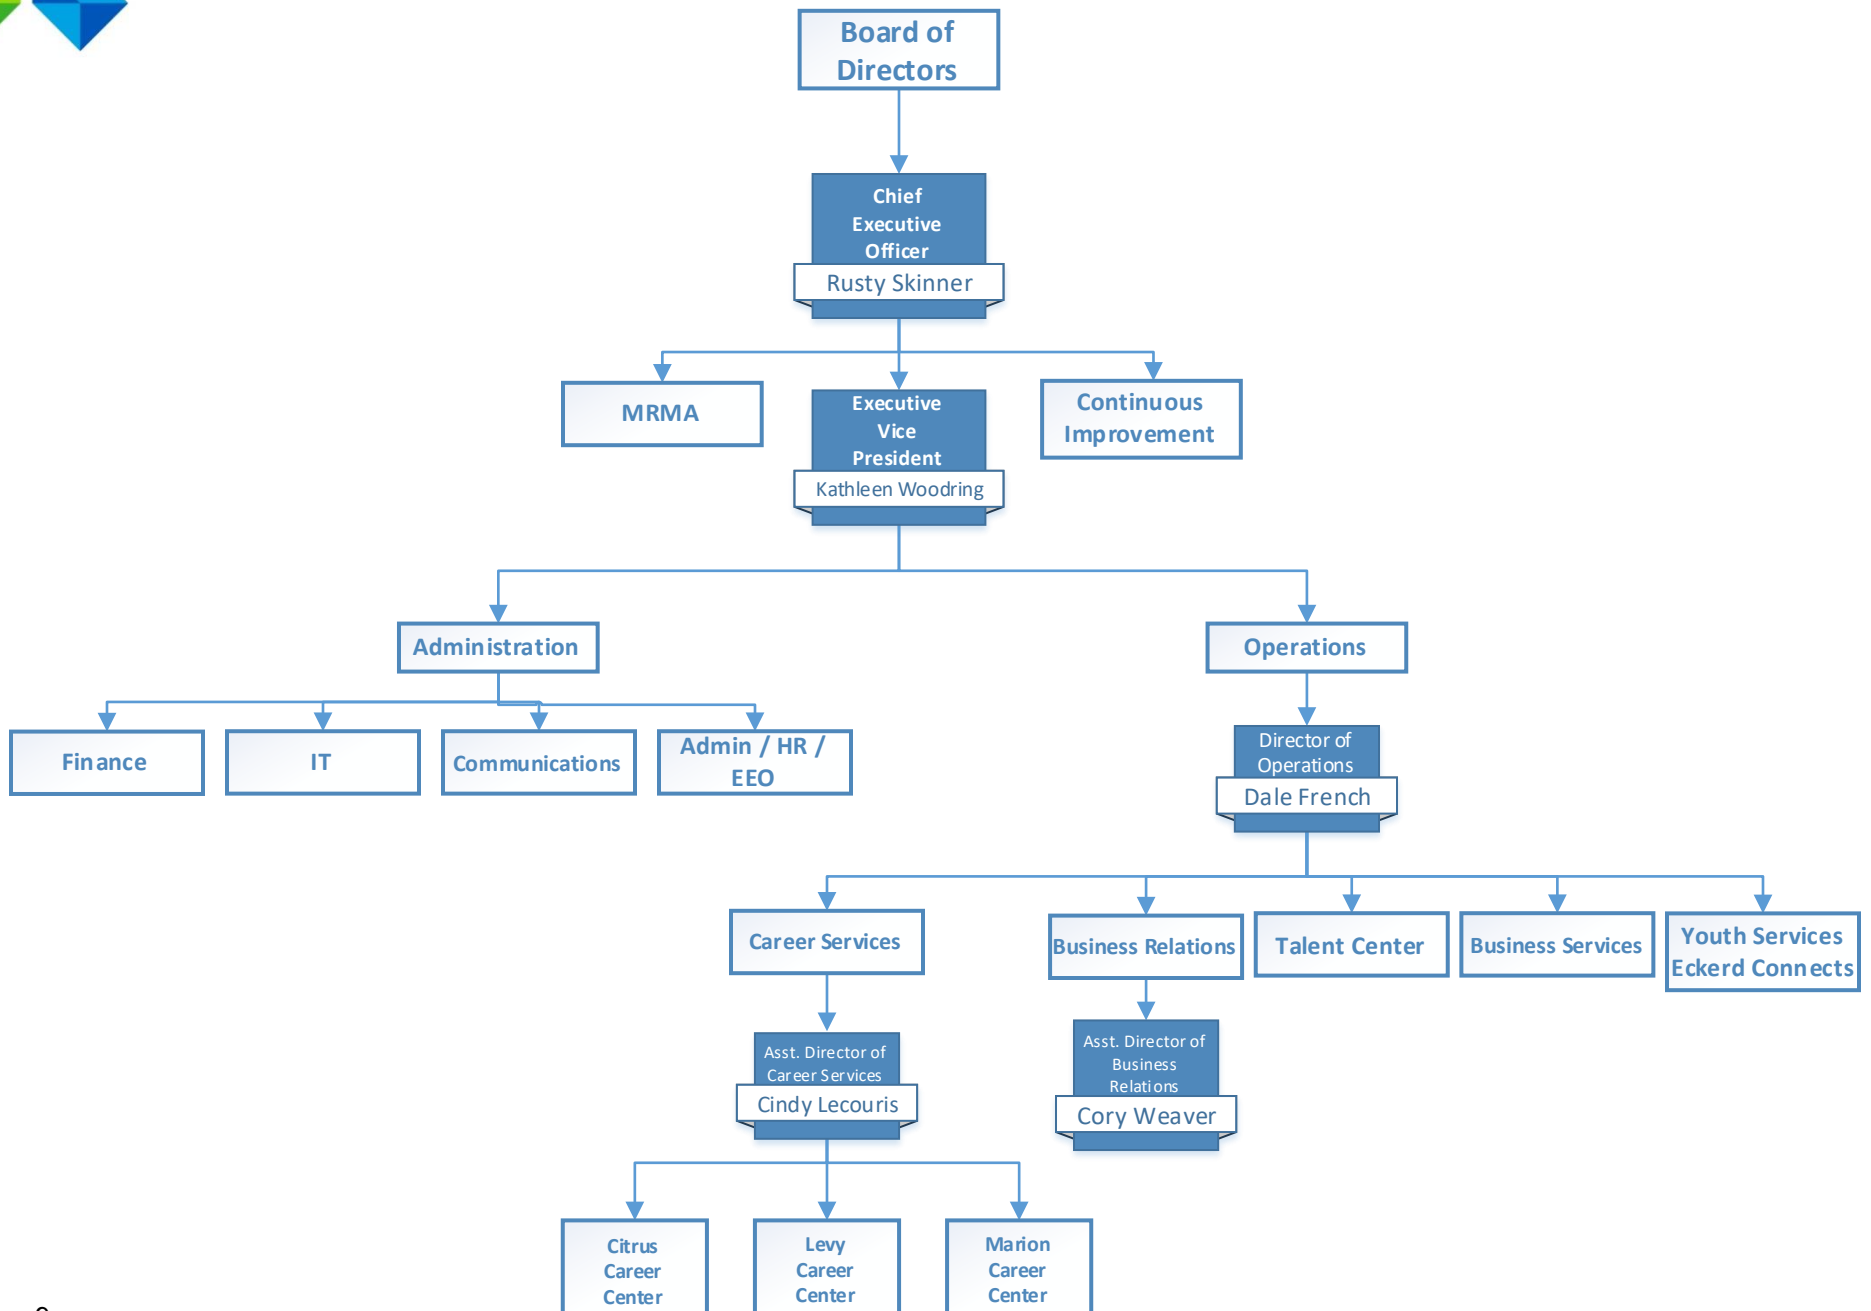 Board of
Directors
Chief
Executive
Officer
Rusty Skinner
MRMA
Executive
Vice
President
Kathleen Woodring
Continuous
Improvement
Administration
Operations
Finance
IT
Communications
Admin / HR /
EEO
Director of
Operations
Dale French
Career Services
Business Relations
Talent Center
Business Services
Youth Services
Eckerd Connects
Asst. Director of
Career Services
Cindy Lecouris
Asst. Director of
Business
Relations
Cory Weaver
Citrus
Career
Center
Levy
Career
Center
Marion
Career
Center